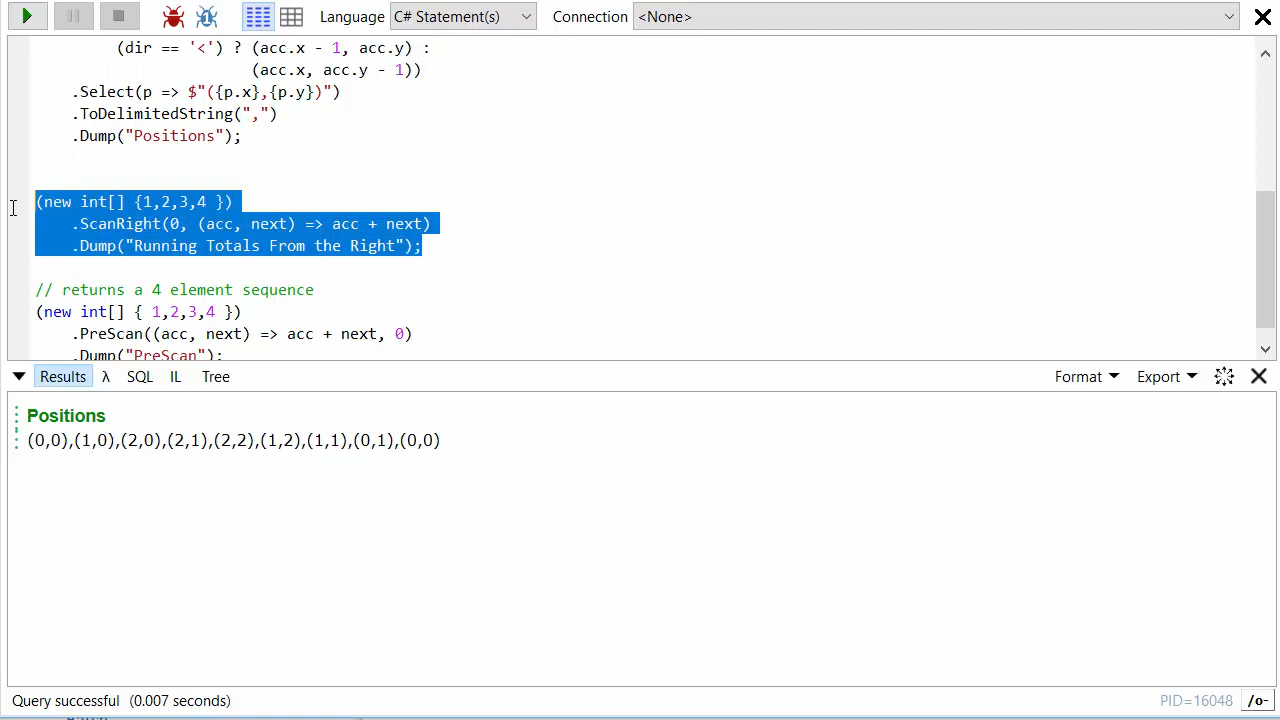 Language C# Statement(s) Connection <None>
(dir == '<') ? (acc.x - 1, acc.y) :
(acc.x, acc.y - 1))
.Select(p => $"({p.x},{p.y})")
.ToDelimitedString(",")
.Dump("Positions");
(new int[] {1,2,3,4 })
.ScanRight(0, (acc, next) => acc + next)
.Dump("Running Totals From the Right");
// returns a 4 element sequence
(new int[] { 1,2,3,4 })
.PreScan((acc, next) => acc + next, 0)
.Dump("PreScan");
Results λ SQL IL Tree Format Export
Positions
(0,0),(1,0),(2,0),(2,1),(2,2),(1,2),(1,1),(0,1),(0,0)
Query successful (0.007 seconds) PID=16048 /o-